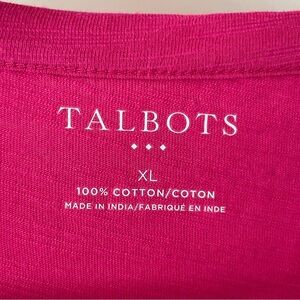 TALBOTS
XL
100% COTTON/COTON
MADE IN INDIA/FABRIQUÉ EN INDE